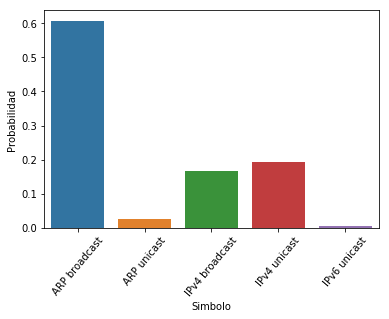 Probabilidad
0.6
0.5
0.4
0.3
0.2
0.1
0.0
ARP broadcast
ARP unicast
IPv4 broadcast
IPv4 unicast
IPv6 unicast
Simbolo